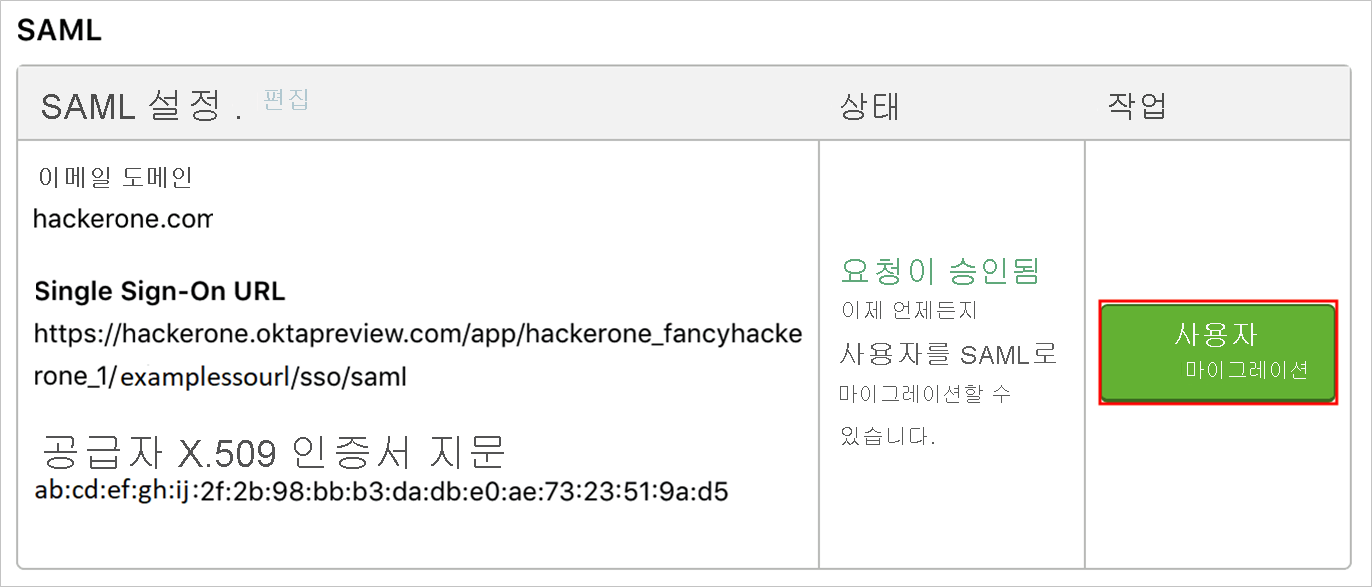 SAML
SAML 설정 . 편집
상태
작업
이메일 도메인
hackerone.com
Single Sign-On URL
https://hackerone.oktapreview.com/app/hackerone_fancyhacke
rone_1/examplessourl/sso/saml
공급자 X.509 인증서 지문
ab:cd:ef:gh:ij:2f:2b:98:bb:b3:da:db:e0:ae:73:23:51:9a:d5
요청이 승인됨
이제 언제든지
사용자를 SAML로
마이그레이션할 수
있습니다.
사용자
마이그레이션